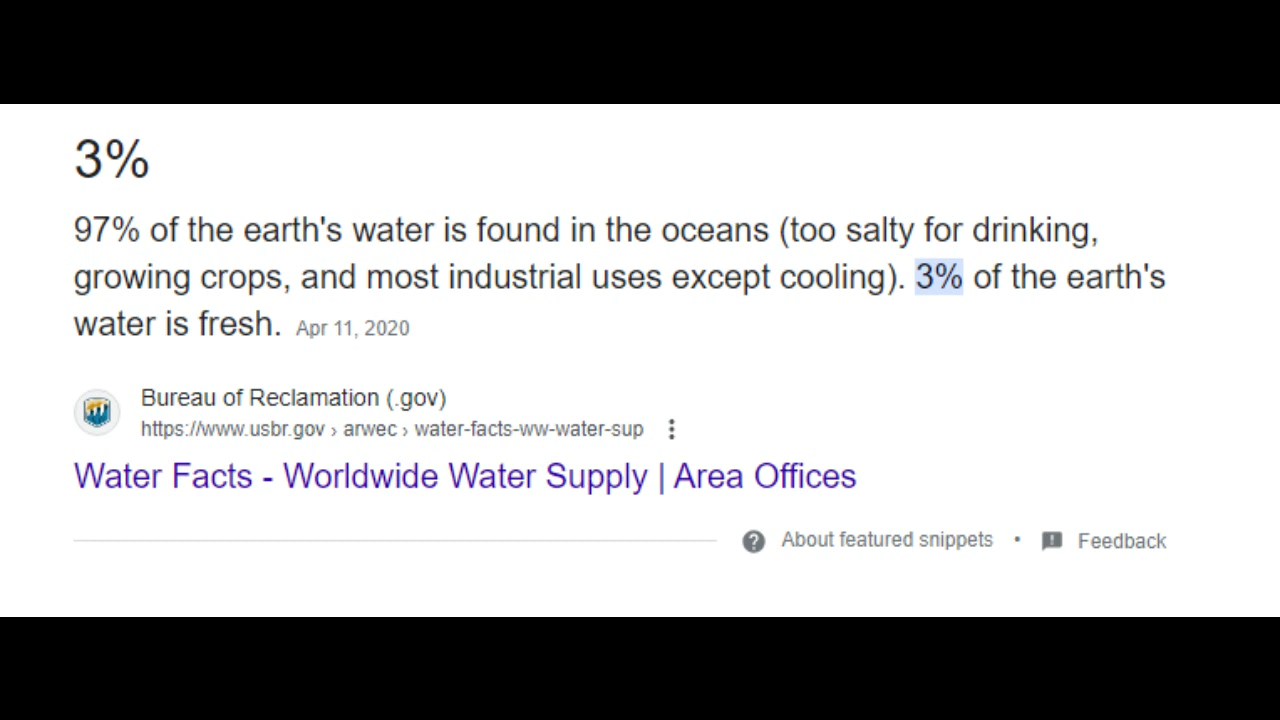 3%
97% of the earth's water is found in the oceans (too salty for drinking,
growing crops, and most industrial uses except cooling). 3% of the earth's
water is fresh. Apr 11, 2020
Bureau of Reclamation (.gov)
https://www.usbr.gov › arwec › water-facts-ww-water-sup
Water Facts - Worldwide Water Supply | Area Offices
About featured snippets • Feedback